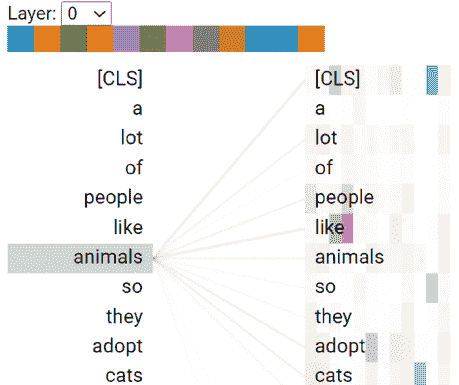 Layer: 0
[CLS] [CLS]
a a
lot lot
of of
people people
like like
animals animals
so so
they they
adopt adopt
cats cats